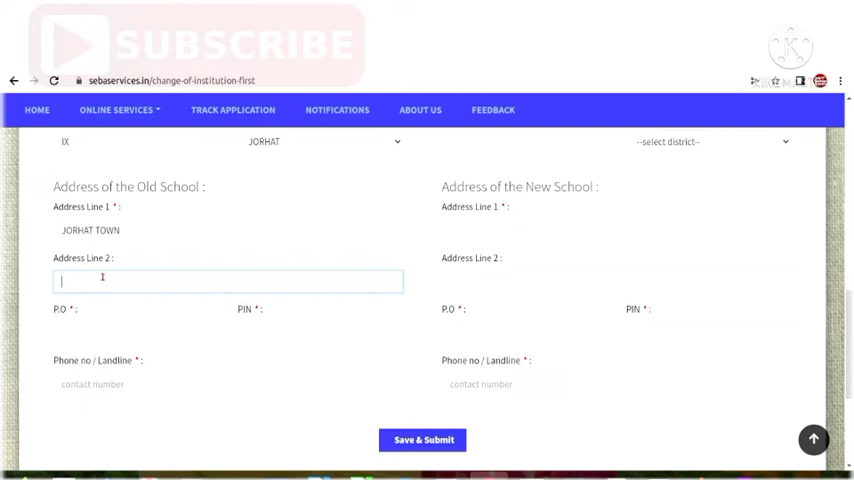 SUBSCRIBE
K
KINEMASTER
sebaservices.in/change-of-institution-first
HOME ONLINE SERVICES TRACK APPLICATION NOTIFICATIONS ABOUT US FEEDBACK
IX JORHAT --select district--
Address of the Old School : Address of the New School :
Address Line 1 * : Address Line 1 * :
JORHAT TOWN
Address Line 2 : Address Line 2 :
P.O * : PIN * : P.O * : PIN * :
Phone no / Landline * : Phone no / Landline * :
contact number contact number
Save & Submit